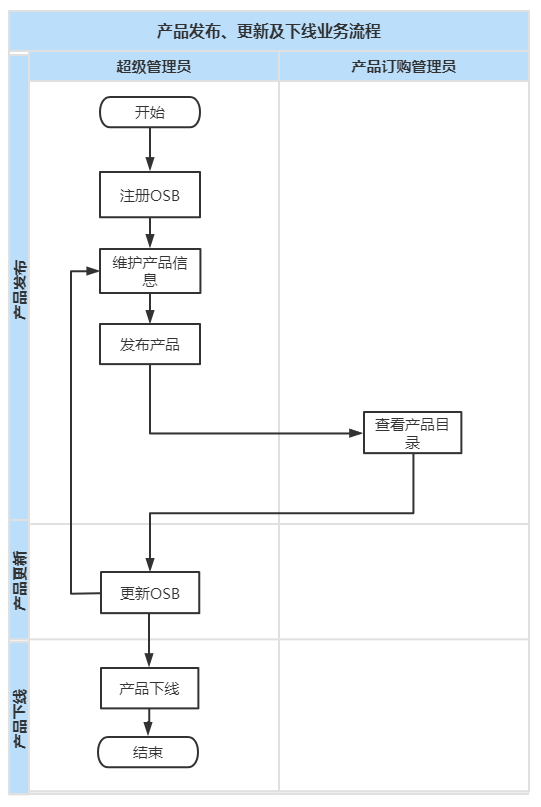 产品发布、更新及下线业务流程
超级管理员
产品订购管理员
产品发布
开始
注册OSB
维护产品信
息
发布产品
查看产品目
录
产品更新
更新OSB
产品下线
产品下线
结束